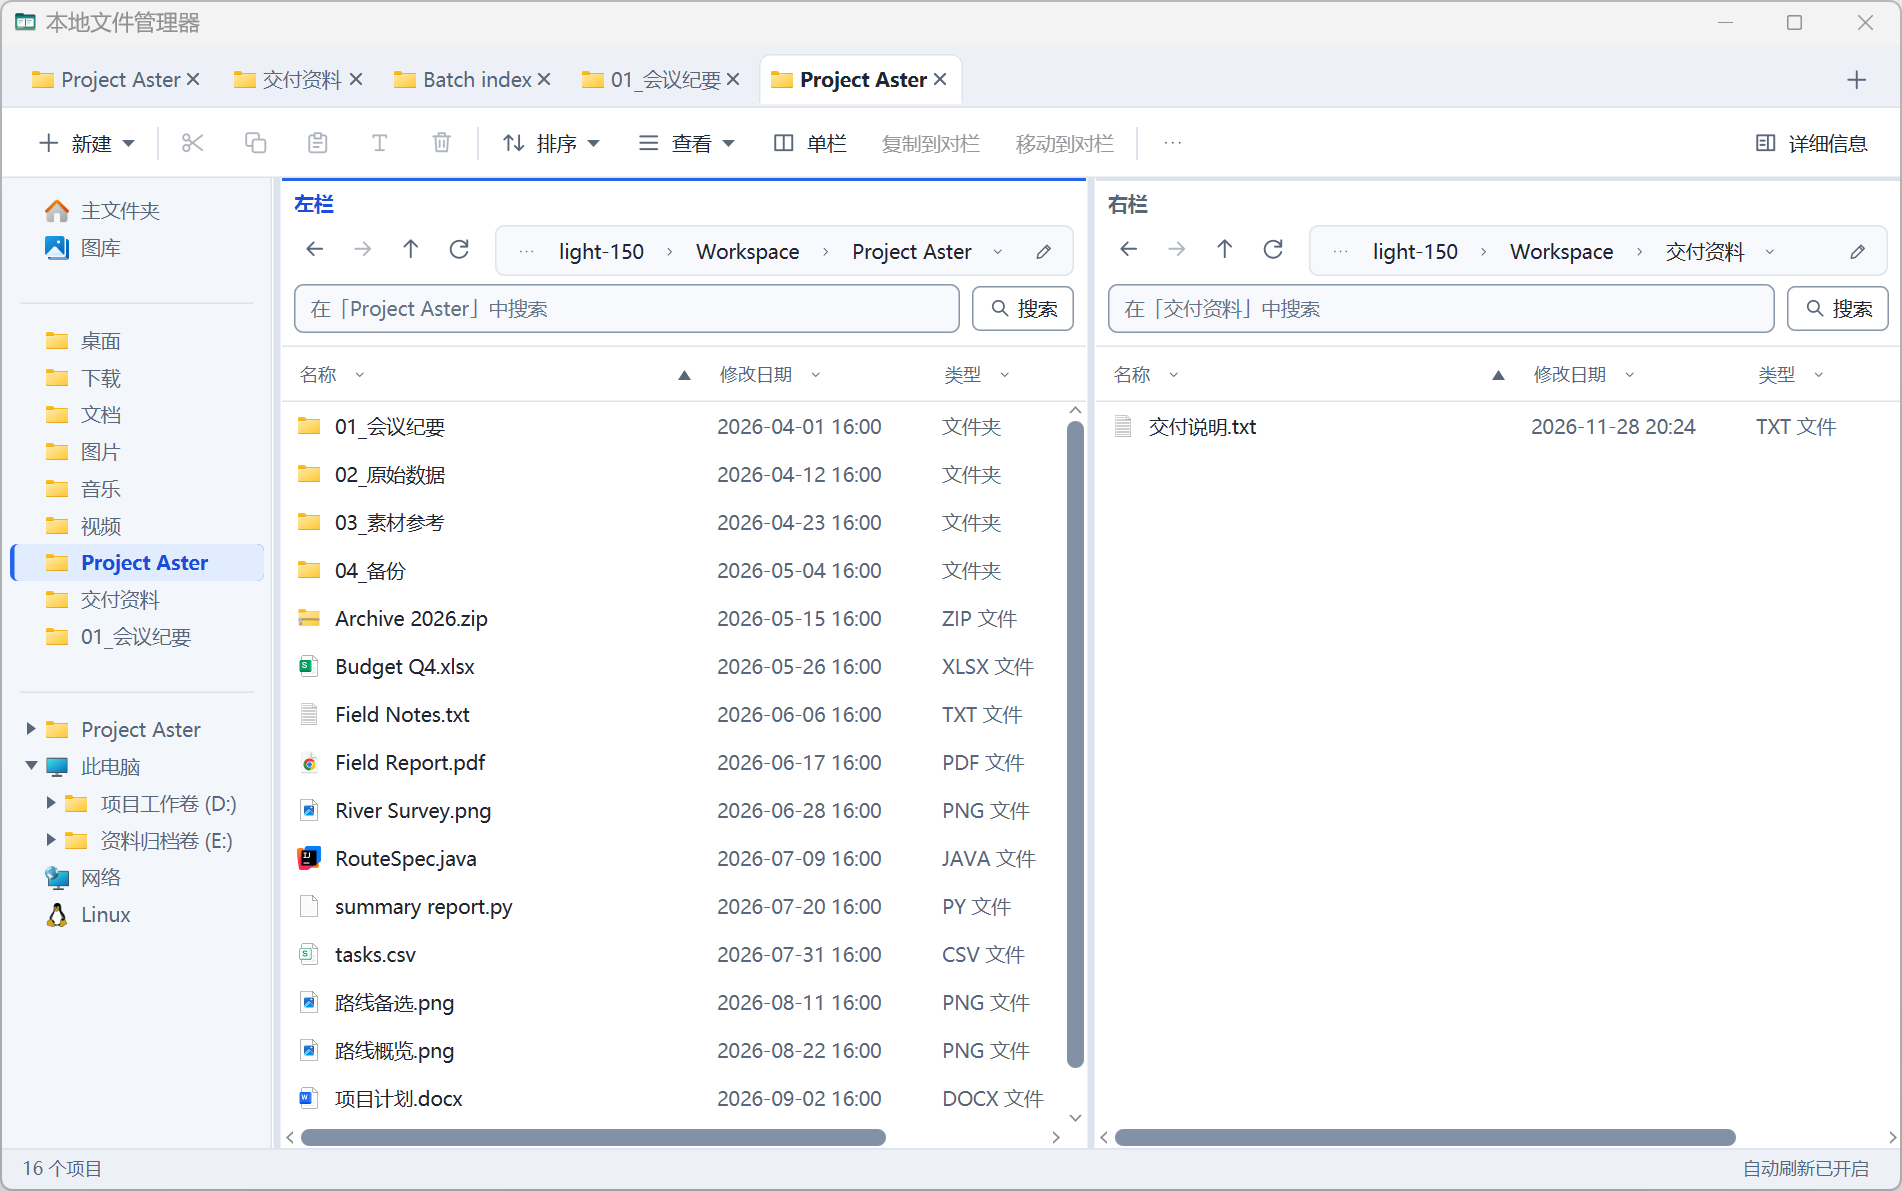 本地文件管理器
Project Aster
交付资料
Batch index
01_会议纪要
Project Aster
新建
排序
查看
单栏
复制到对栏
移动到对栏
详细信息
主文件夹
图库
桌面
下载
文档
图片
音乐
视频
Project Aster
交付资料
01_会议纪要
Project Aster
此电脑
项目工作卷 (D:)
资料归档卷 (E:)
网络
Linux
左栏
light-150 Workspace Project Aster
在「Project Aster」中搜索
搜索
名称 修改日期 类型
01_会议纪要 2026-04-01 16:00 文件夹
02_原始数据 2026-04-12 16:00 文件夹
03_素材参考 2026-04-23 16:00 文件夹
04_备份 2026-05-04 16:00 文件夹
Archive 2026.zip 2026-05-15 16:00 ZIP 文件
Budget Q4.xlsx 2026-05-26 16:00 XLSX 文件
Field Notes.txt 2026-06-06 16:00 TXT 文件
Field Report.pdf 2026-06-17 16:00 PDF 文件
River Survey.png 2026-06-28 16:00 PNG 文件
RouteSpec.java 2026-07-09 16:00 JAVA 文件
summary report.py 2026-07-20 16:00 PY 文件
tasks.csv 2026-07-31 16:00 CSV 文件
路线备选.png 2026-08-11 16:00 PNG 文件
路线概览.png 2026-08-22 16:00 PNG 文件
项目计划.docx 2026-09-02 16:00 DOCX 文件
右栏
light-150 Workspace 交付资料
在「交付资料」中搜索
搜索
名称 修改日期 类型
交付说明.txt 2026-11-28 20:24 TXT 文件
16 个项目
自动刷新已开启